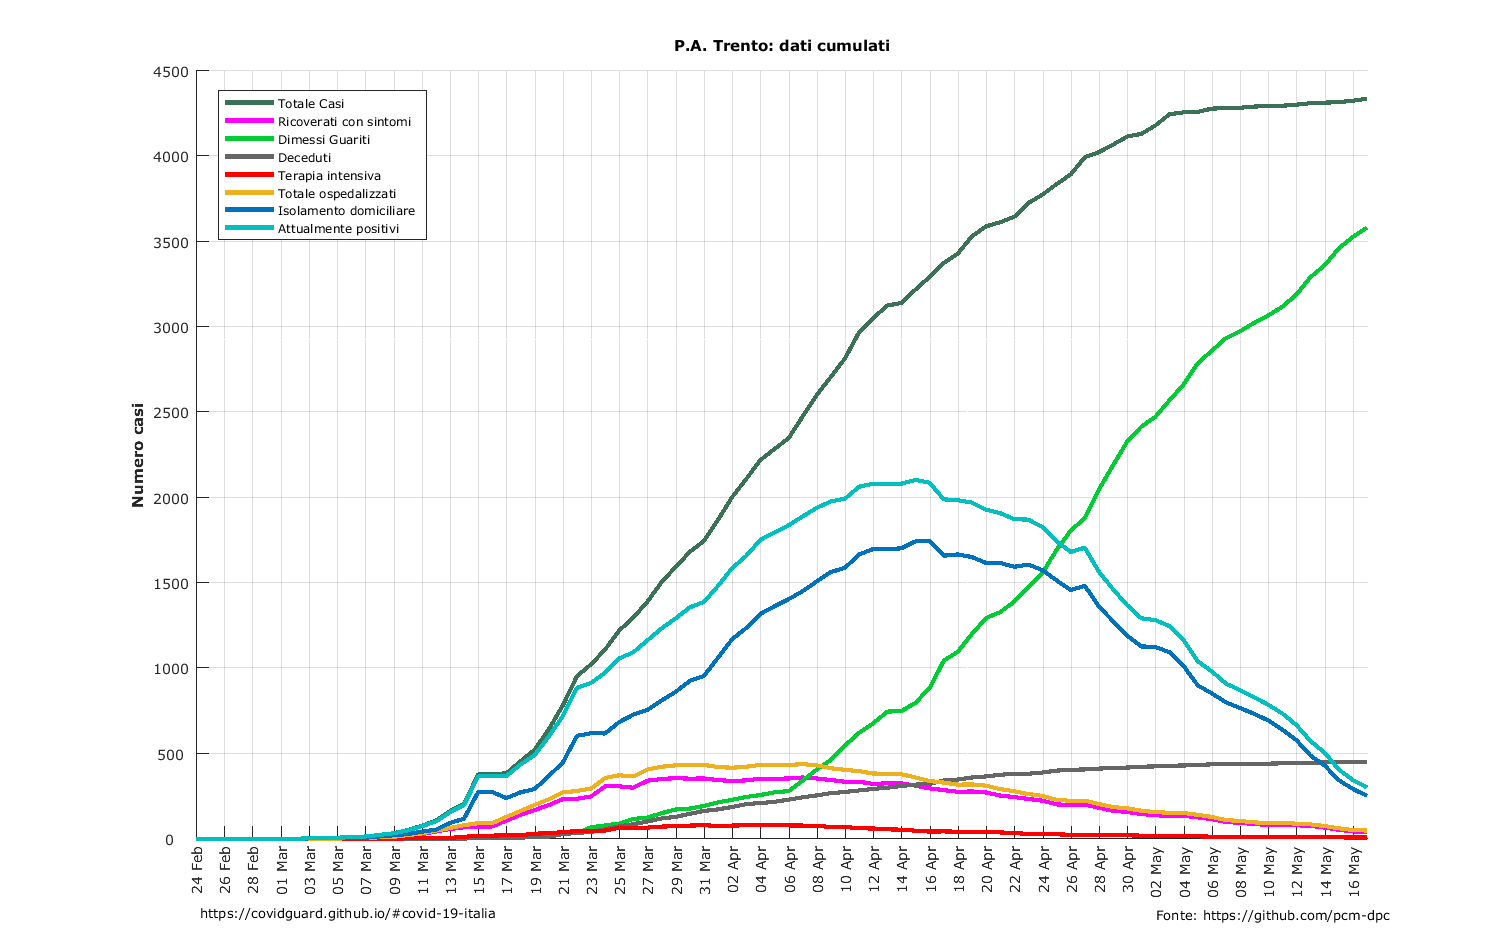 P.A. Trento: dati cumulati
4500
4000
3500
3000
2500
2000
1500
1000
500
0
Numero casi
Totale Casi
Ricoverati con sintomi
Dimessi Guariti
Deceduti
Terapia intensiva
Totale ospedalizzati
Isolamento domiciliare
Attualmente positivi
24 Feb
26 Feb
28 Feb
01 Mar
03 Mar
05 Mar
07 Mar
09 Mar
11 Mar
13 Mar
15 Mar
17 Mar
19 Mar
21 Mar
23 Mar
25 Mar
27 Mar
29 Mar
31 Mar
02 Apr
04 Apr
06 Apr
08 Apr
10 Apr
12 Apr
14 Apr
16 Apr
18 Apr
20 Apr
22 Apr
24 Apr
26 Apr
28 Apr
30 Apr
02 May
04 May
06 May
08 May
10 May
12 May
14 May
16 May
https://covidguard.github.io/#covid-19-italia
Fonte: https://github.com/pcm-dpc